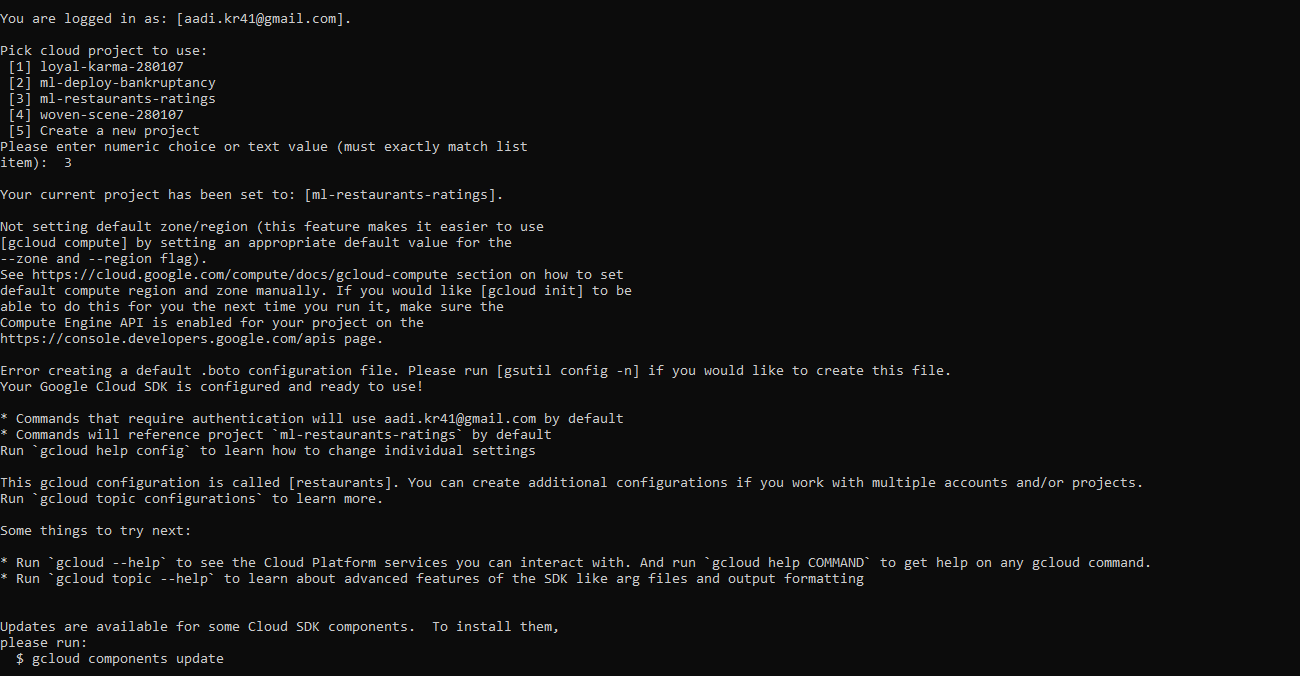 You are logged in as: [aadi.kr41@gmail.com].
Pick cloud project to use:
[1] loyal-karma-280107
[2] ml-deploy-bankruptancy
[3] ml-restaurants-ratings
[4] woven-scene-280107
[5] Create a new project
Please enter numeric choice or text value (must exactly match list
item):  3
Your current project has been set to: [ml-restaurants-ratings].
Not setting default zone/region (this feature makes it easier to use
[gcloud compute] by setting an appropriate default value for the
--zone and --region flag).
See https://cloud.google.com/compute/docs/gcloud-compute section on how to set
default compute region and zone manually. If you would like [gcloud init] to be
able to do this for you the next time you run it, make sure the
Compute Engine API is enabled for your project on the
https://console.developers.google.com/apis page.
Error creating a default .boto configuration file. Please run [gsutil config -n] if you would like to create this file.
Your Google Cloud SDK is configured and ready to use!
* Commands that require authentication will use aadi.kr41@gmail.com by default
* Commands will reference project `ml-restaurants-ratings` by default
Run `gcloud help config` to learn how to change individual settings
This gcloud configuration is called [restaurants]. You can create additional configurations if you work with multiple accounts and/or projects.
Run `gcloud topic configurations` to learn more.
Some things to try next:
* Run `gcloud --help` to see the Cloud Platform services you can interact with. And run `gcloud help COMMAND` to get help on any gcloud command.
* Run `gcloud topic --help` to learn about advanced features of the SDK like arg files and output formatting
Updates are available for some Cloud SDK components.  To install them,
please run:
$ gcloud components update